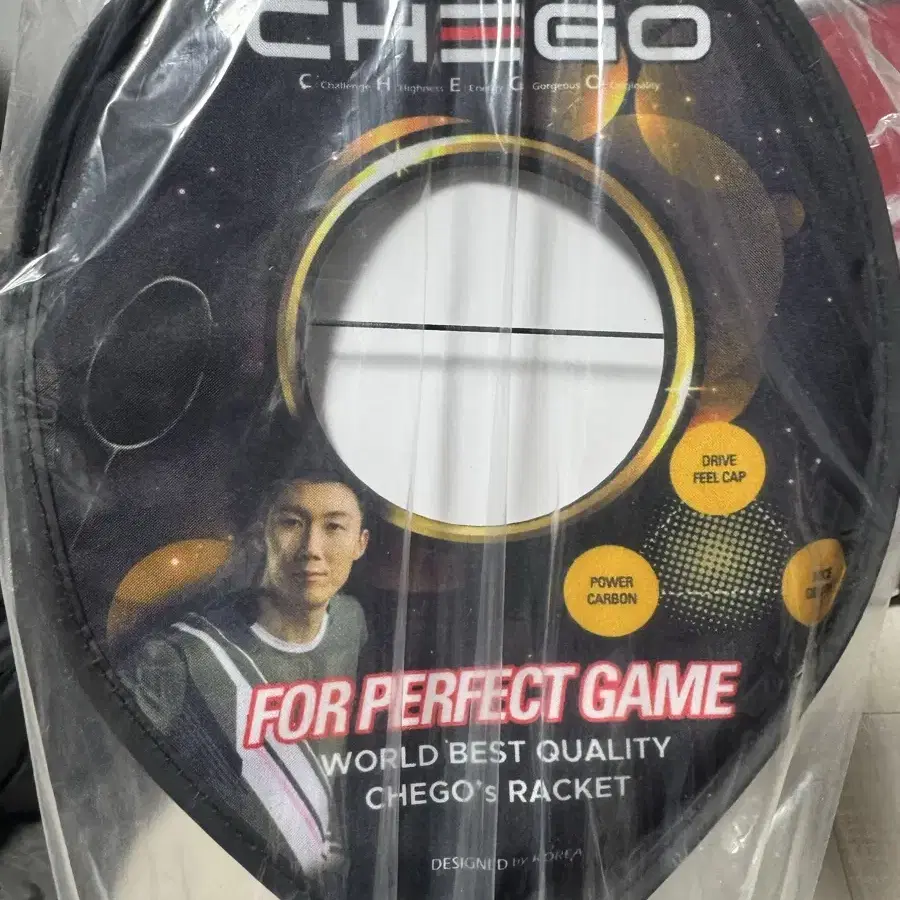 CHEGO
C Challenge H Highness E Energy G Gorgeous O Originality
DRIVE
FEEL CAP
POWER
CARBON
FOR PERFECT GAME
WORLD BEST QUALITY
CHEGO's RACKET
DESIGNED BY KOREA